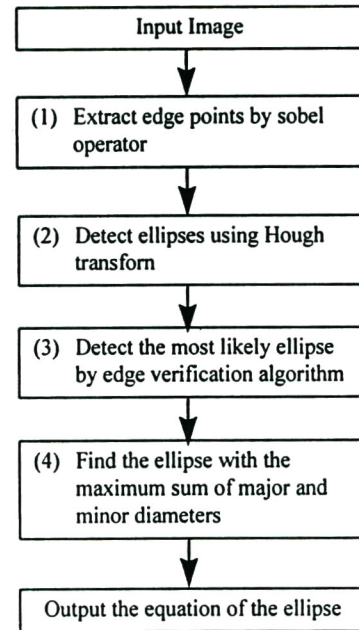 Input Image
(1) Extract edge points by sobel
operator
(2) Detect ellipses using Hough
transforn
(3) Detect the most likely ellipse
by edge verification algorithm
(4) Find the ellipse with the
maximum sum of major and
minor diameters
Output the equation of the ellipse